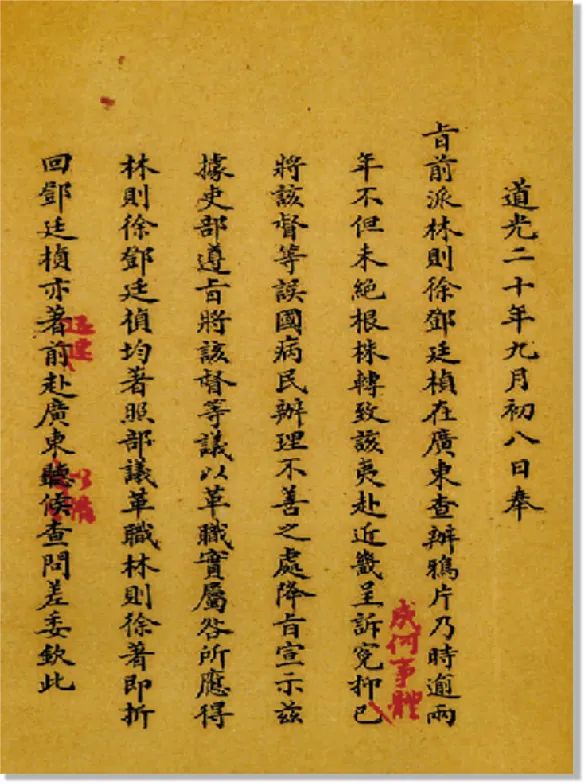 道光二十年九月初八日奉
旨前派林則徐鄧廷楨在廣東查辦鴉片乃時逾兩
年不但未絕根株轉致該夷赴近畿呈訴冤抑已
成何事體
將該督等誤國病民辦理不善之處降旨宣示茲
據吏部遵旨將該督等議以革職實屬咎所應得
林則徐鄧廷楨均著照部議革職林則徐著即折
回鄧廷楨亦著前赴廣東聽候查問差委欽此
迅速
以備